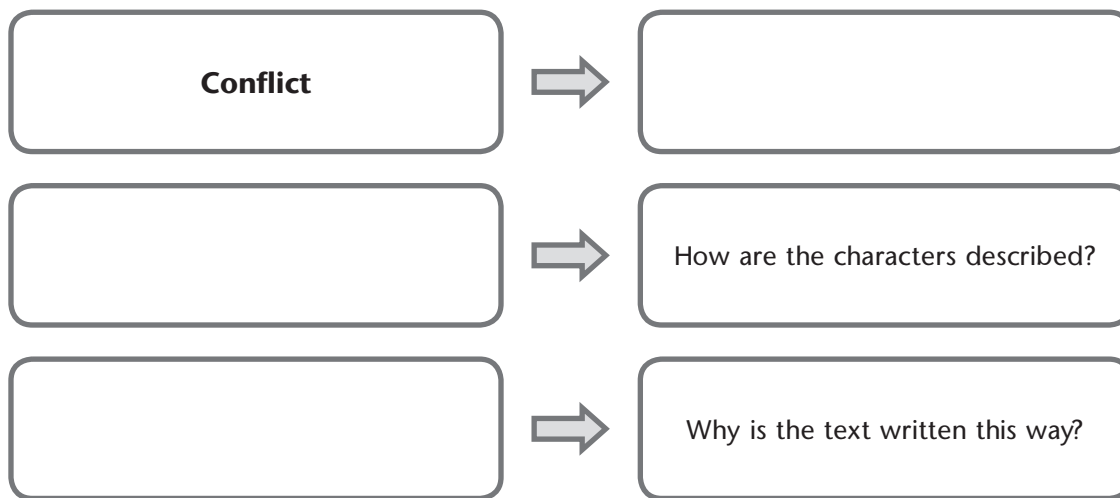 Conflict
How are the characters described?
Why is the text written this way?